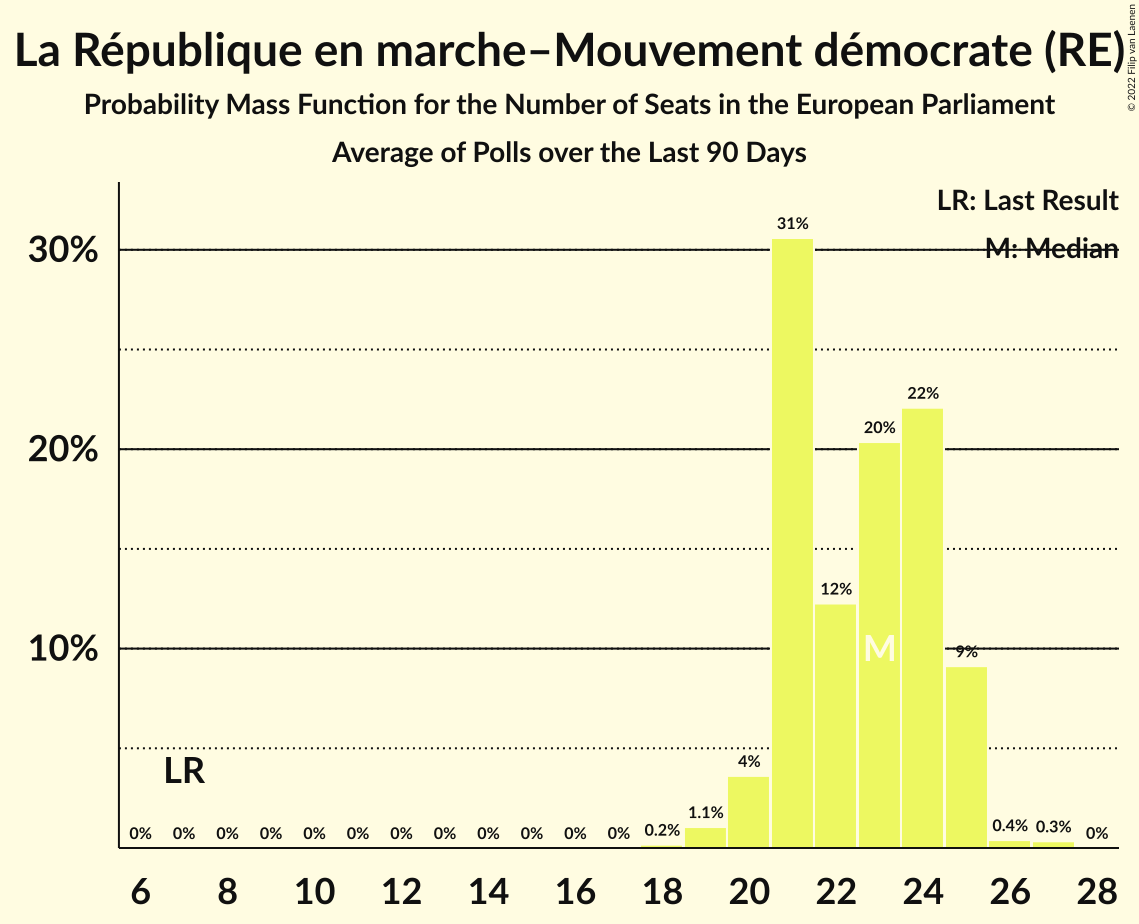 La République en marche–Mouvement démocrate (RE)
© 2022 Filip van Laenen
Probability Mass Function for the Number of Seats in the European Parliament
Average of Polls over the Last 90 Days
LR: Last Result
M: Median
30%
20%
10%
31%
22%
20%
12%
9%
4%
1.1%
0.2%
0.4%
0.3%
0%
M
LR
0% 0% 0% 0% 0% 0% 0% 0% 0% 0% 0% 0%
6 8 10 12 14 16 18 20 22 24 26 28